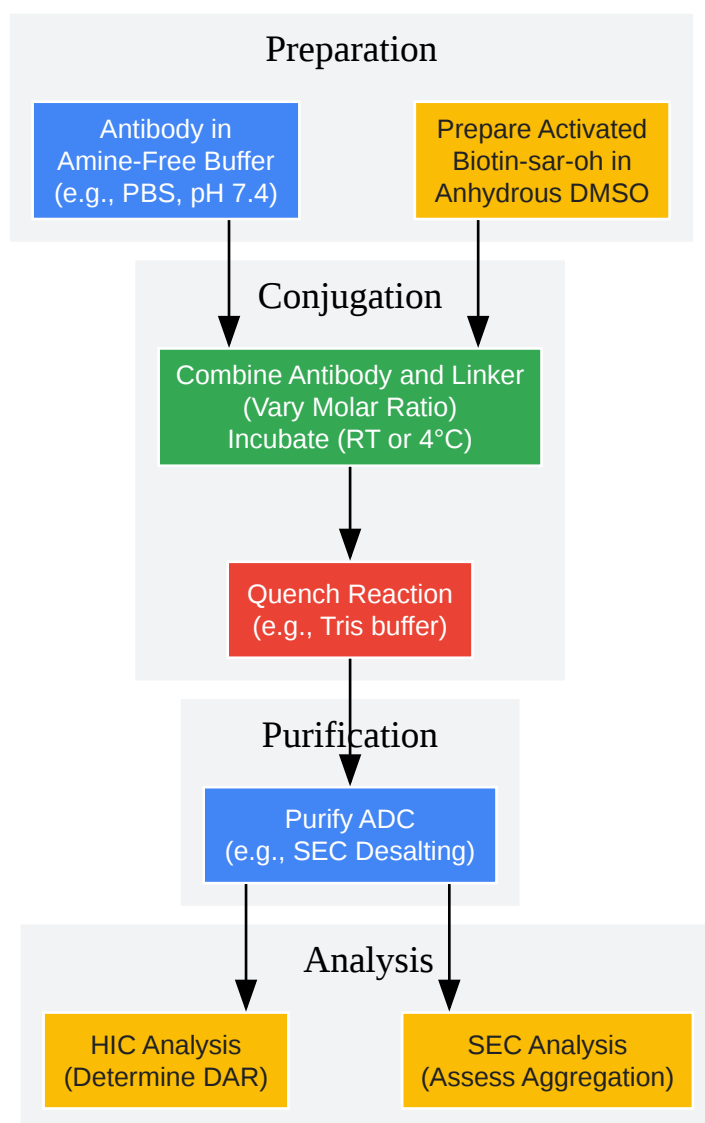 Preparation
Antibody in
Amine-Free Buffer
(e.g., PBS, pH 7.4)
Prepare Activated
Biotin-sar-oh in
Anhydrous DMSO
Conjugation
Combine Antibody and Linker
(Vary Molar Ratio)
Incubate (RT or 4°C)
Quench Reaction
(e.g., Tris buffer)
Purification
Purify ADC
(e.g., SEC Desalting)
Analysis
HIC Analysis
(Determine DAR)
SEC Analysis
(Assess Aggregation)